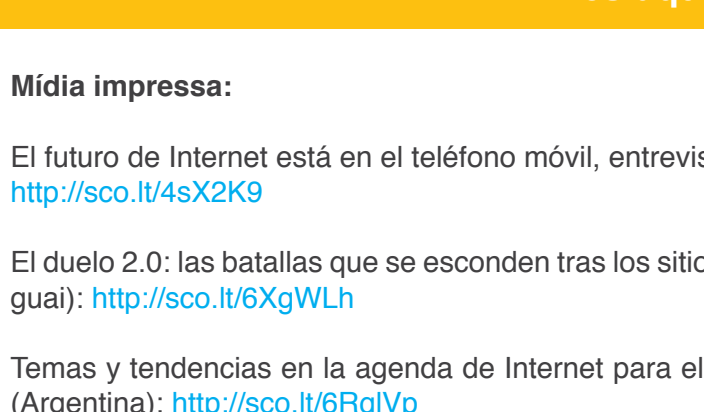 Mídia impressa:
El futuro de Internet está en el teléfono móvil, entrevis
http://sco.lt/4sX2K9
El duelo 2.0: las batallas que se esconden tras los sitio
guai): http://sco.lt/6XgWLh
Temas y tendencias en la agenda de Internet para el
(Argentina): http://sco.lt/6RqlVp